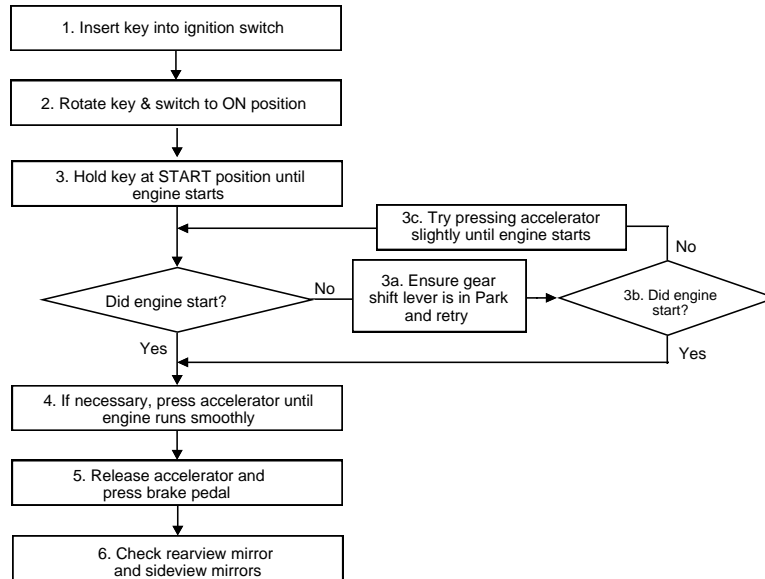 1. Insert key into ignition switch
2. Rotate key & switch to ON position
3. Hold key at START position until
engine starts
3c. Try pressing accelerator
slightly until engine starts
No
Did engine start?
No
3a. Ensure gear
shift lever is in Park
and retry
3b. Did engine
start?
Yes
Yes
4. If necessary, press accelerator until
engine runs smoothly
5. Release accelerator and
press brake pedal
6. Check rearview mirror
and sideview mirrors